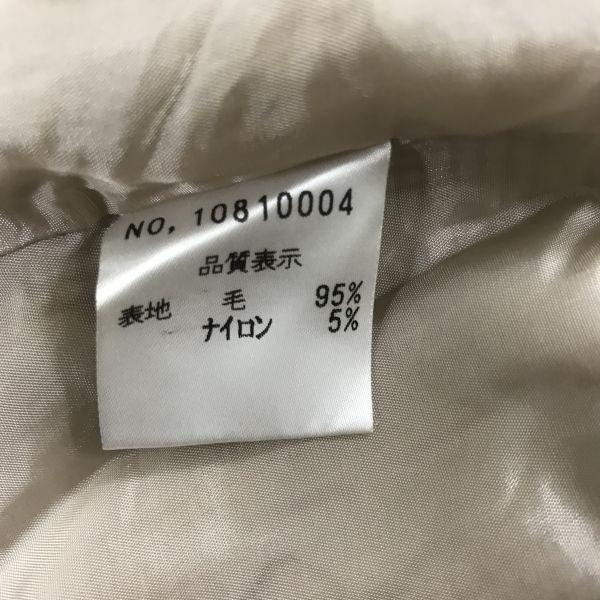 NO, 10810004
品質表示
表地 毛 95%
ナイロン 5%